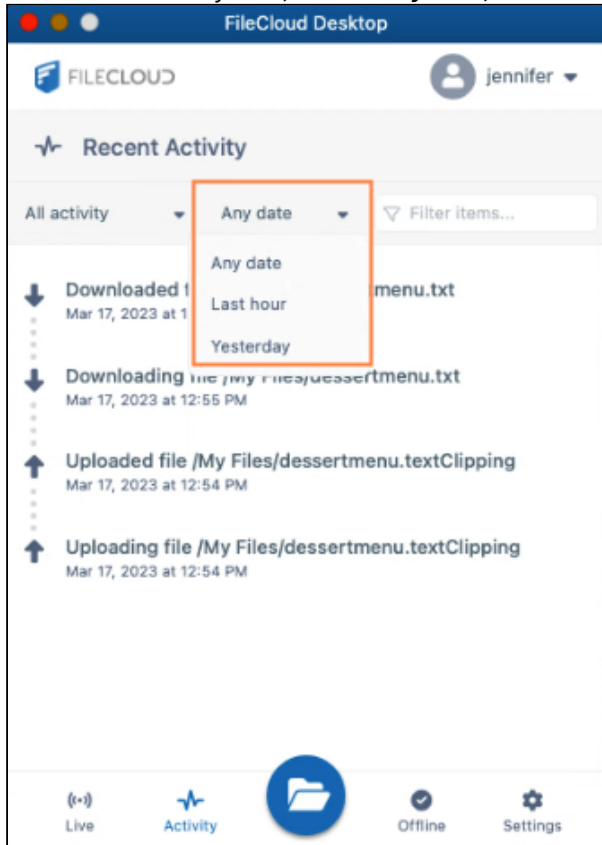 FileCloud Desktop
FILECLOUD
jennifer
Recent Activity
All activity
Any date
Filter items...
Any date
Last hour
Yesterday
Downloaded menu.txt
Mar 17, 2023 at 1
Downloading file /My Files/dessertmenu.txt
Mar 17, 2023 at 12:55 PM
Uploaded file /My Files/dessertmenu.textClipping
Mar 17, 2023 at 12:54 PM
Uploading file /My Files/dessertmenu.textClipping
Mar 17, 2023 at 12:54 PM
Live
Activity
Offline
Settings